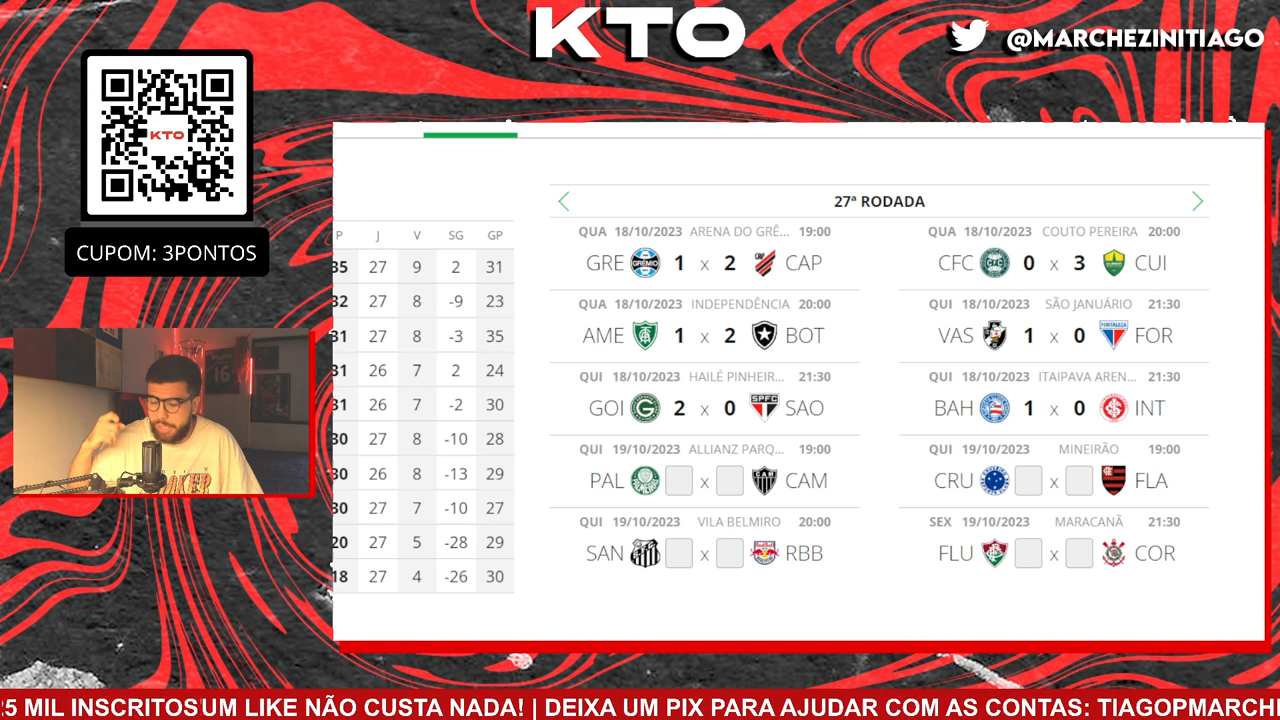 KTO
@MARCHEZINITIAGO
KTO
CUPOM: 3PONTOS
P J V SG GP
35 27 9 2 31
32 27 8 -9 23
31 27 8 -3 35
31 26 7 2 24
31 26 7 -2 30
30 27 8 -10 28
30 26 8 -13 29
30 27 7 -10 27
20 27 5 -28 29
18 27 4 -26 30
27ª RODADA
QUA 18/10/2023 ARENA DO GRÊ... 19:00
GRE GRÊMIO 1 x 2 CAP
QUA 18/10/2023 INDEPENDÊNCIA 20:00
AME 1 x 2 BOT
QUI 18/10/2023 HAILÉ PINHEIR... 21:30
GOI 2 x 0 SPFC SAO
QUI 19/10/2023 ALLIANZ PARQ... 19:00
PAL x CAM
QUI 19/10/2023 VILA BELMIRO 20:00
SAN x RBB
QUA 18/10/2023 COUTO PEREIRA 20:00
CFC 0 x 3 CUI
QUI 18/10/2023 SÃO JANUÁRIO 21:30
VAS 1 x 0 FORTALEZA FOR
QUI 18/10/2023 ITAIPAVA AREN... 21:30
BAH 1 x 0 INT
QUI 19/10/2023 MINEIRÃO 19:00
CRU x FLA
SEX 19/10/2023 MARACANÃ 21:30
FLU x COR
16
5 MIL INSCRITOS UM LIKE NÃO CUSTA NADA! | DEIXA UM PIX PARA AJUDAR COM AS CONTAS: TIAGOPMARCH